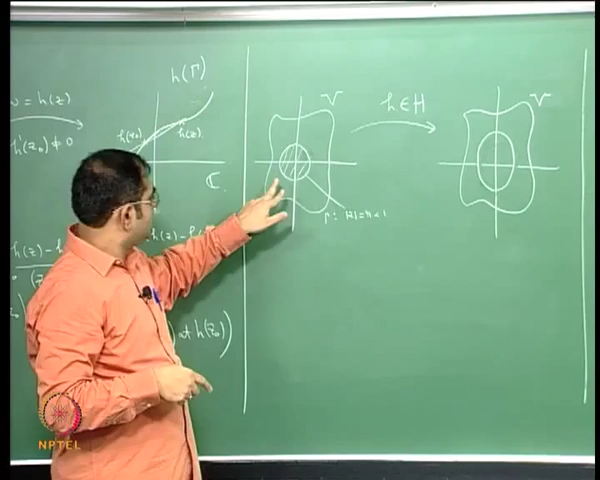 h(Γ)
w = h(z)
h'(z₀) ≠ 0
h(z₀)
h(z)
ℂ
at h(z₀))
V
h ∈ H
V
Γ: |z|=r<1
NPTEL